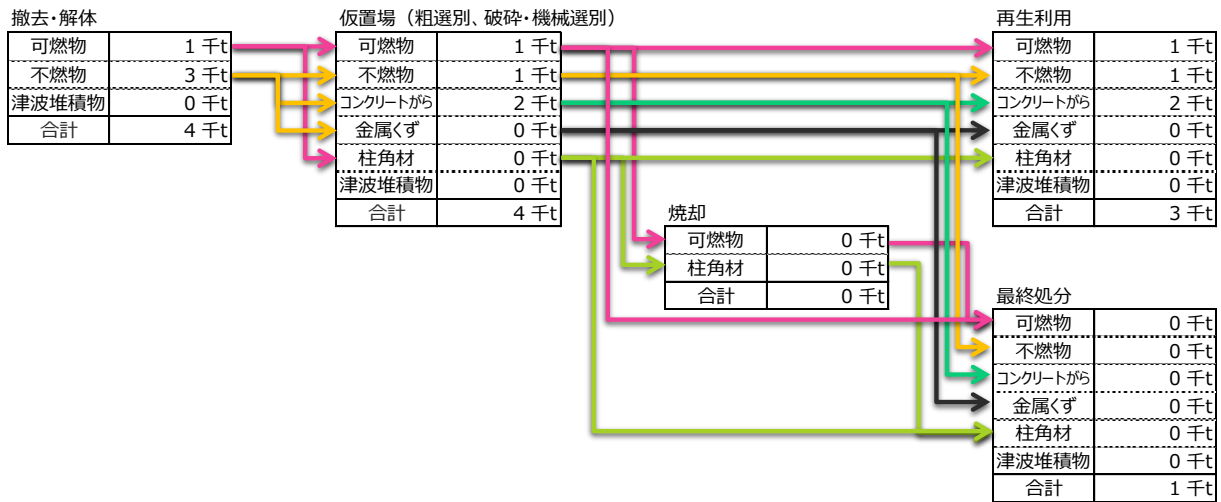 撤去・解体
可燃物 1 千t
不燃物 3 千t
津波堆積物 0 千t
合計 4 千t
仮置場（粗選別、破砕・機械選別）
可燃物 1 千t
不燃物 1 千t
コンクリートがら 2 千t
金属くず 0 千t
柱角材 0 千t
津波堆積物 0 千t
合計 4 千t
焼却
可燃物 0 千t
柱角材 0 千t
合計 0 千t
再生利用
可燃物 1 千t
不燃物 1 千t
コンクリートがら 2 千t
金属くず 0 千t
柱角材 0 千t
津波堆積物 0 千t
合計 3 千t
最終処分
可燃物 0 千t
不燃物 0 千t
コンクリートがら 0 千t
金属くず 0 千t
柱角材 0 千t
津波堆積物 0 千t
合計 1 千t